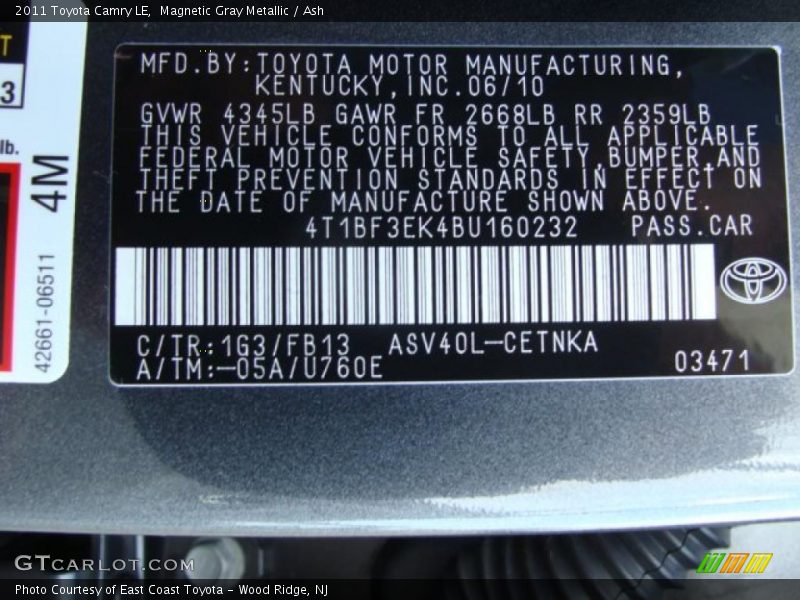 2011 Toyota Camry LE,  Magnetic Gray Metallic / Ash
T
3
lb.
4M
42661-06511
MFD.BY:TOYOTA MOTOR MANUFACTURING,
KENTUCKY,INC.06/10
GVWR 4345LB GAWR FR 2668LB RR 2359LB
THIS VEHICLE CONFORMS TO ALL APPLICABLE
FEDERAL MOTOR VEHICLE SAFETY,BUMPER,AND
THEFT PREVENTION STANDARDS IN EFFECT ON
THE DATE OF MANUFACTURE SHOWN ABOVE.
4T1BF3EK4BU160232 PASS.CAR
C/TR:1G3/FB13 ASV40L-CETNKA
A/TM:-05A/U760E 03471
GTCARLOT.COM
Photo Courtesy of East Coast Toyota - Wood Ridge, NJ